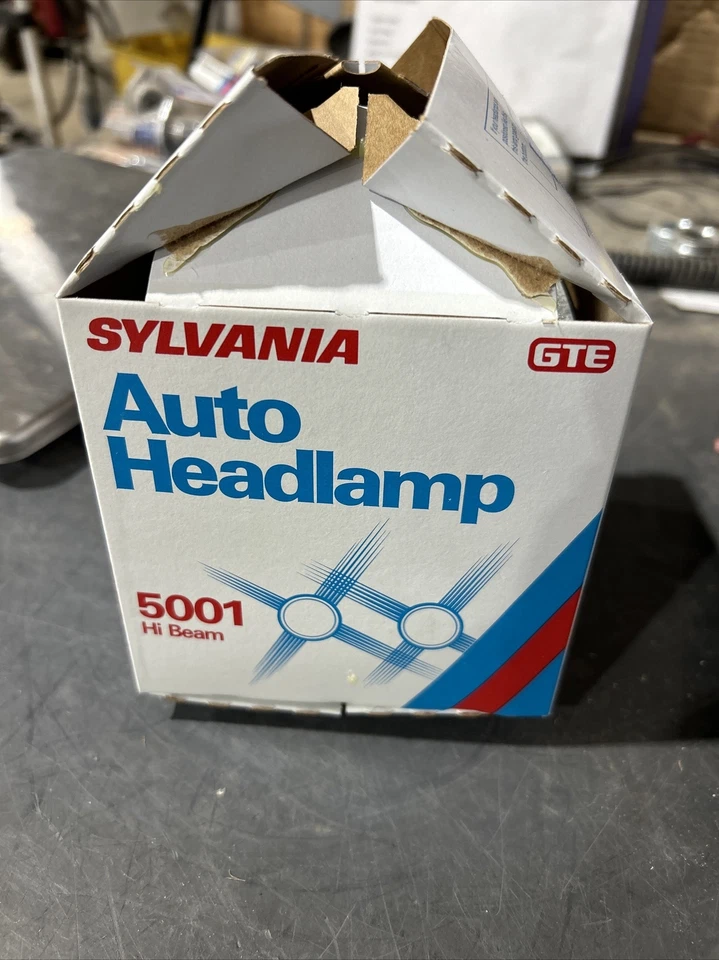 SYLVANIA
GTE
Auto
Headlamp
5001
Hi Beam